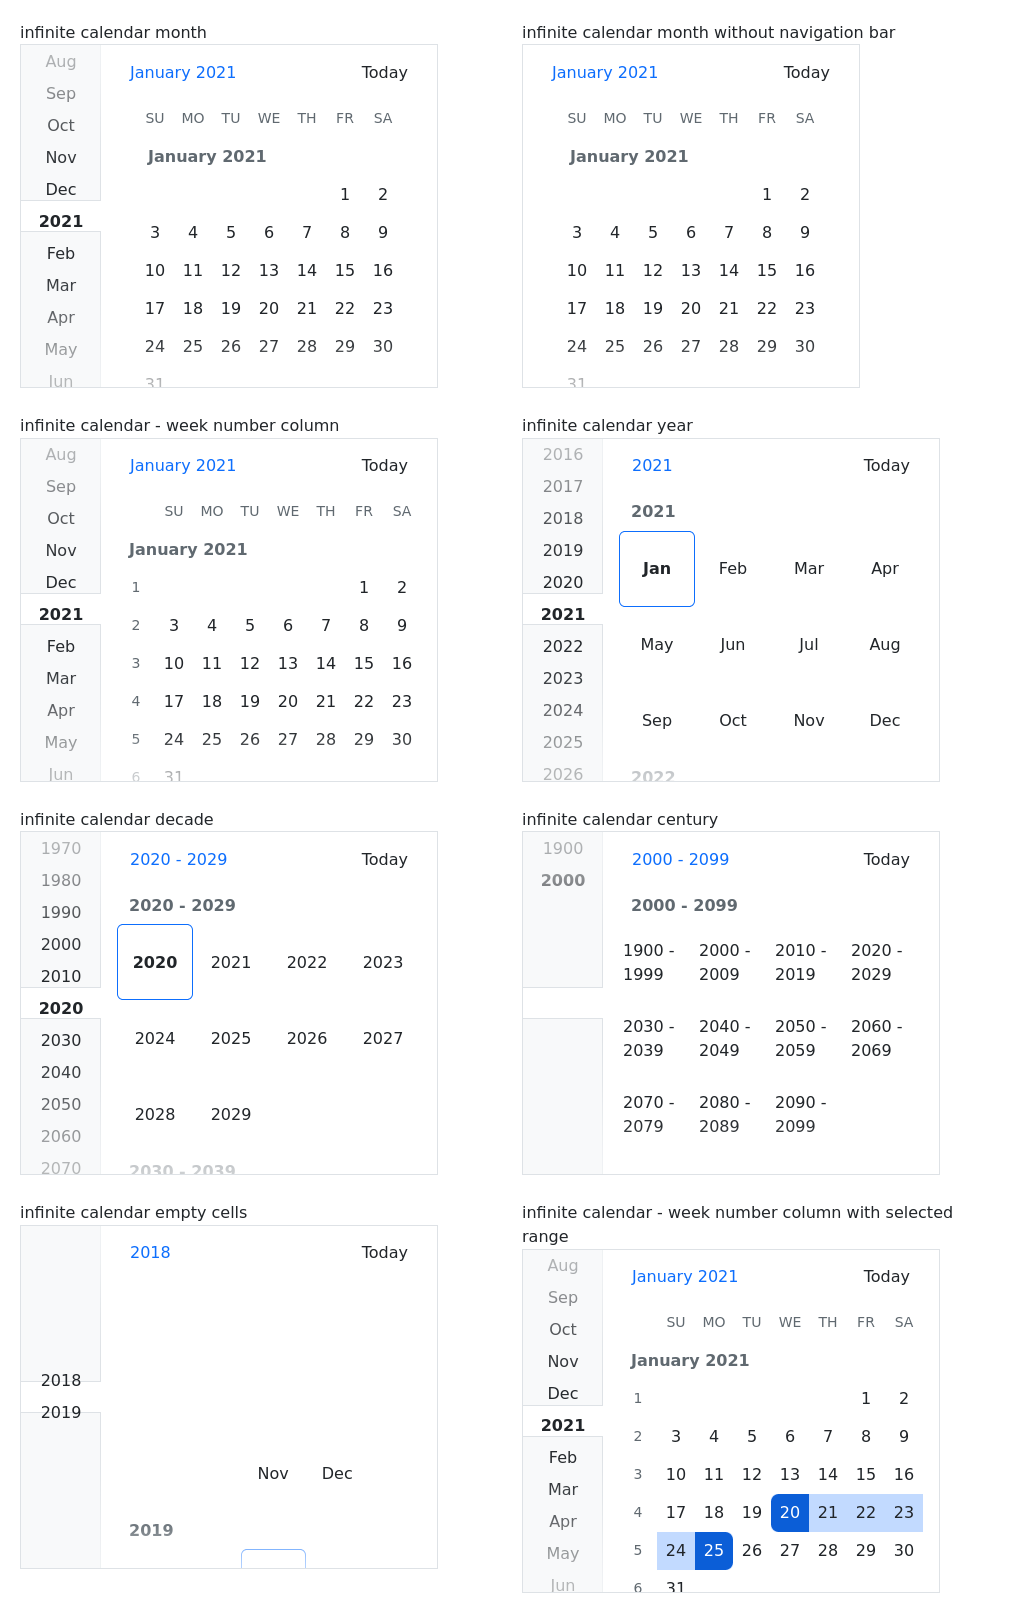 infinite calendar month
Aug
Sep
Oct
Nov
Dec
2021
Feb
Mar
Apr
May
Jun
January 2021 Today
SU MO TU WE TH FR SA
January 2021
1 2
3 4 5 6 7 8 9
10 11 12 13 14 15 16
17 18 19 20 21 22 23
24 25 26 27 28 29 30
31
infinite calendar month without navigation bar
January 2021 Today
SU MO TU WE TH FR SA
January 2021
1 2
3 4 5 6 7 8 9
10 11 12 13 14 15 16
17 18 19 20 21 22 23
24 25 26 27 28 29 30
31
infinite calendar - week number column
Aug
Sep
Oct
Nov
Dec
2021
Feb
Mar
Apr
May
Jun
January 2021 Today
SU MO TU WE TH FR SA
January 2021
1 1 2
2 3 4 5 6 7 8 9
3 10 11 12 13 14 15 16
4 17 18 19 20 21 22 23
5 24 25 26 27 28 29 30
6 31
infinite calendar year
2016
2017
2018
2019
2020
2021
2022
2023
2024
2025
2026
2021 Today
2021
Jan Feb Mar Apr
May Jun Jul Aug
Sep Oct Nov Dec
2022
infinite calendar decade
1970
1980
1990
2000
2010
2020
2030
2040
2050
2060
2070
2020 - 2029 Today
2020 - 2029
2020 2021 2022 2023
2024 2025 2026 2027
2028 2029
2030 - 2039
infinite calendar century
1900
2000
2000 - 2099 Today
2000 - 2099
1900 - 2000 - 2010 - 2020 -
1999 2009 2019 2029
2030 - 2040 - 2050 - 2060 -
2039 2049 2059 2069
2070 - 2080 - 2090 -
2079 2089 2099
infinite calendar empty cells
2018
2019
2018 Today
Nov Dec
2019
infinite calendar - week number column with selected
range
Aug
Sep
Oct
Nov
Dec
2021
Feb
Mar
Apr
May
Jun
January 2021 Today
SU MO TU WE TH FR SA
January 2021
1 1 2
2 3 4 5 6 7 8 9
3 10 11 12 13 14 15 16
4 17 18 19 20 21 22 23
5 24 25 26 27 28 29 30
6 31